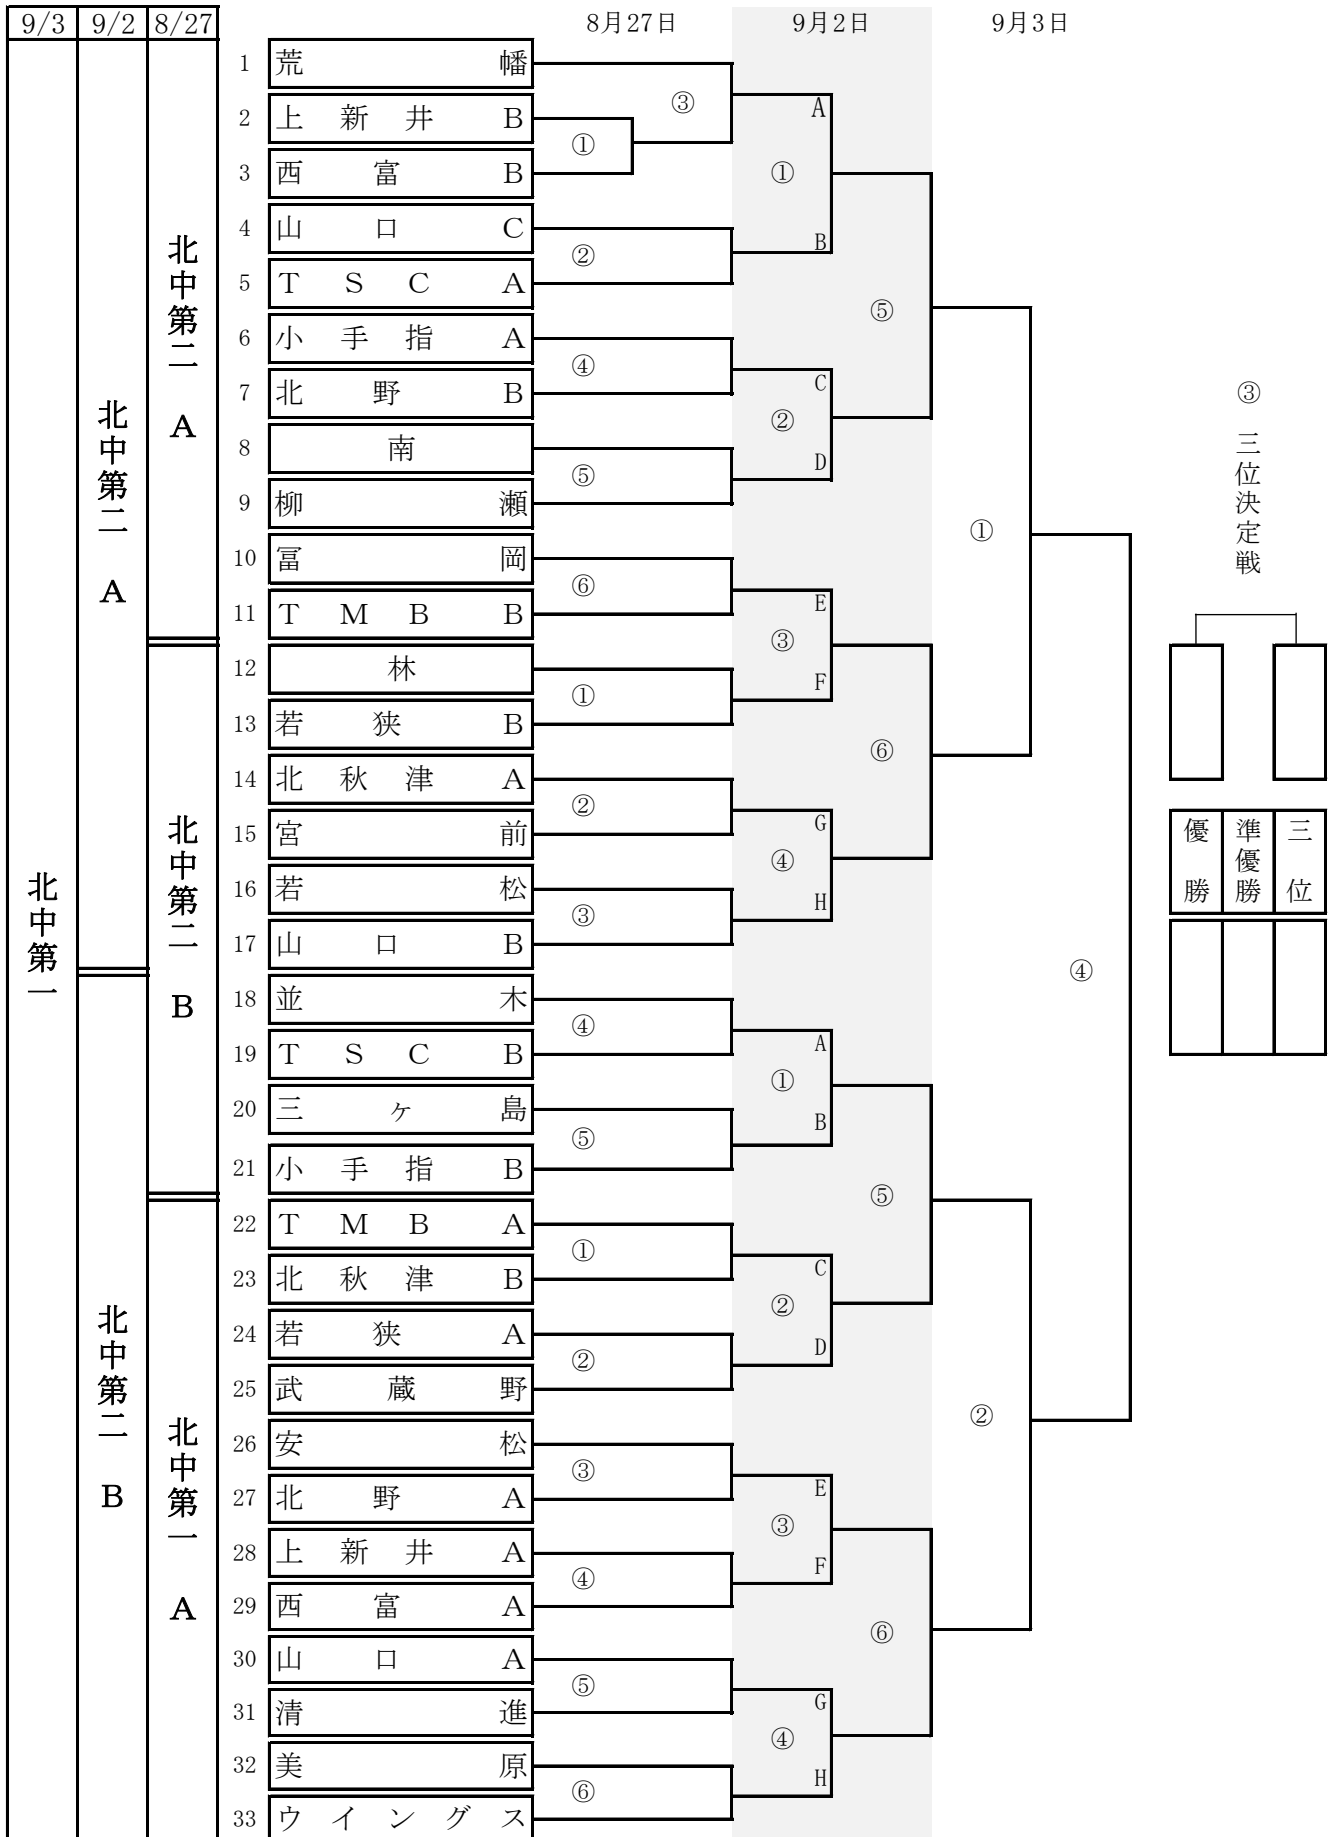 9/3 9/2 8/27 8月27日 9月2日 9月3日
1 荒幡
2 上新井B
3 西富B
4 山口C
5 TSCA
6 小手指A
7 北野B
8 南
9 柳瀬
10 冨岡
11 TMBB
12 林
13 若狭B
14 北秋津A
15 宮前
16 若松
17 山口B
18 並木
19 TSCB
20 三ヶ島
21 小手指B
22 TMBA
23 北秋津B
24 若狭A
25 武蔵野
26 安松
27 北野A
28 上新井A
29 西富A
30 山口A
31 清進
32 美原
33 ウイングス
北中第一
北中第二 A
北中第二 B
北中第二 A
北中第二 B
北中第一 A
①
③
②
④
⑤
⑥
①
②
③
④
⑤
①
②
③
④
⑤
⑥
A
①
B
C
②
D
E
③
F
G
④
H
A
①
B
C
②
D
E
③
F
G
④
H
⑤
⑥
⑤
⑥
①
②
④
③ 三位決定戦
優勝
準優勝
三位